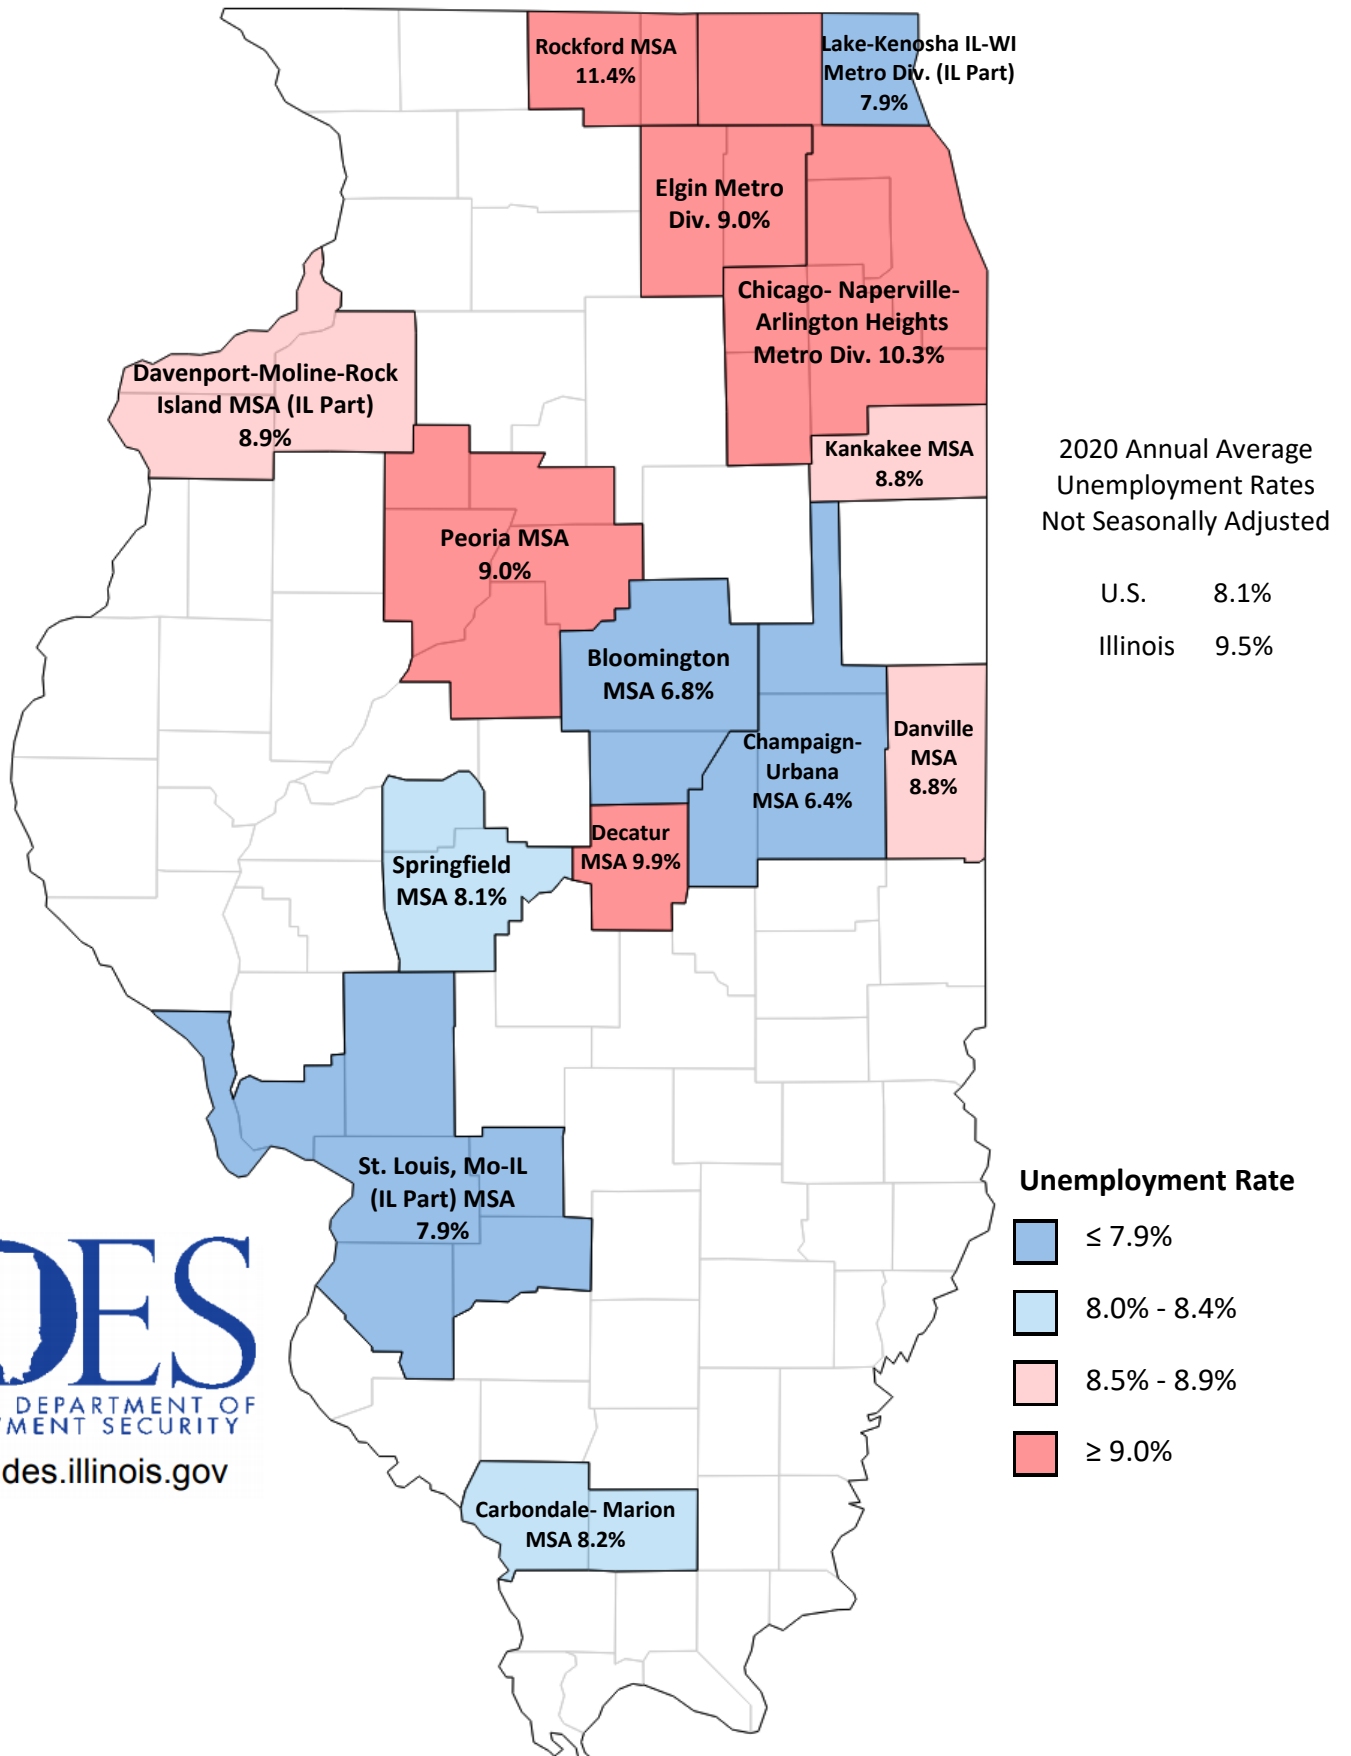 Rockford MSA
11.4%
Lake-Kenosha IL-WI
Metro Div. (IL Part)
7.9%
Elgin Metro
Div. 9.0%
Chicago- Naperville-
Arlington Heights
Metro Div. 10.3%
Davenport-Moline-Rock
Island MSA (IL Part)
8.9%
Kankakee MSA
8.8%
2020 Annual Average
Unemployment Rates
Not Seasonally Adjusted
U.S. 8.1%
Illinois 9.5%
Peoria MSA
9.0%
Bloomington
MSA 6.8%
Champaign-
Urbana
MSA 6.4%
Danville
MSA
8.8%
Decatur
MSA 9.9%
Springfield
MSA 8.1%
St. Louis, Mo-IL
(IL Part) MSA
7.9%
Unemployment Rate
≤ 7.9%
8.0% - 8.4%
8.5% - 8.9%
≥ 9.0%
DES
DEPARTMENT OF
MENT SECURITY
des.illinois.gov
Carbondale- Marion
MSA 8.2%